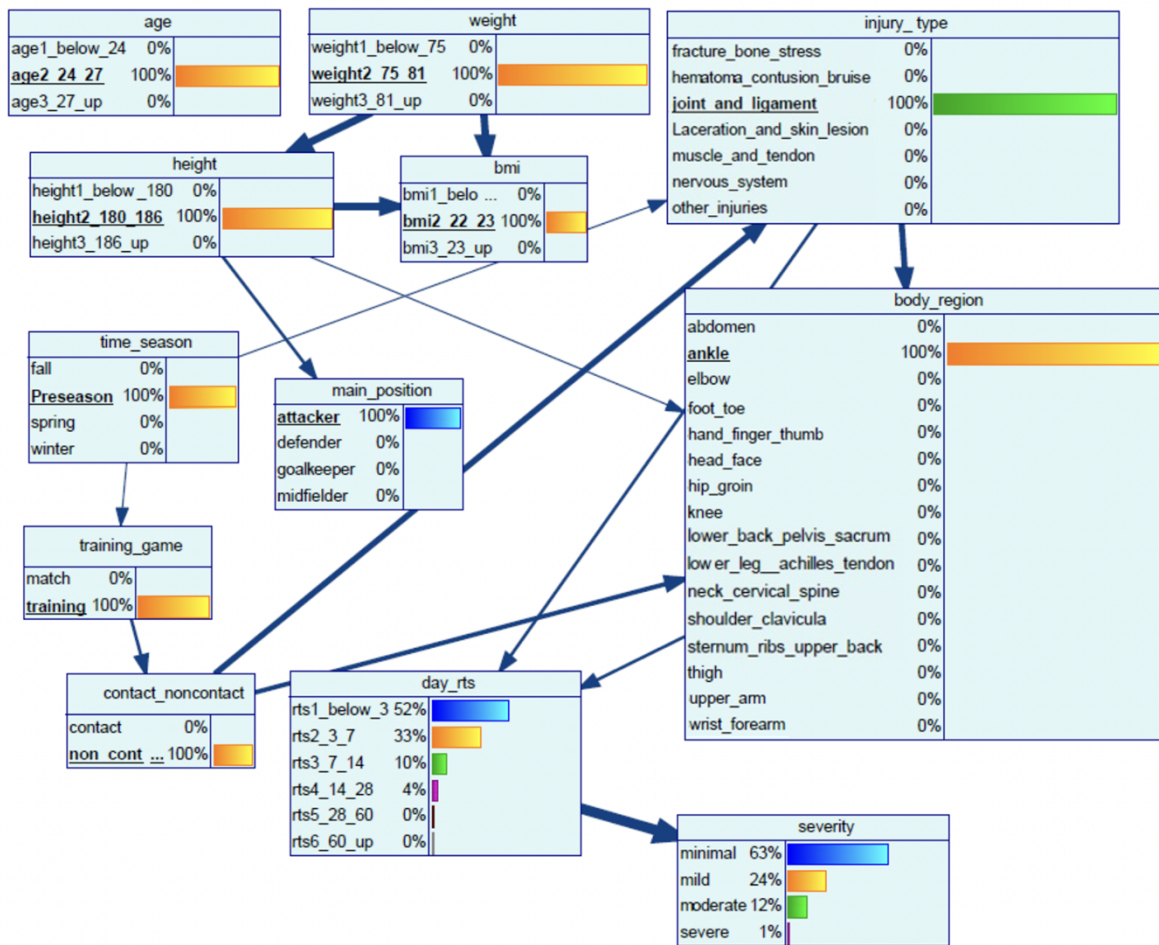 age
age1_below_24 0%
age2_24_27 100%
age3_27_up 0%
weight
weight1_below_75 0%
weight2_75_81 100%
weight3_81_up 0%
injury_ type
fracture_bone_stress 0%
hematoma_contusion_bruise 0%
joint_and_ligament 100%
Laceration_and_skin_lesion 0%
muscle_and_tendon 0%
nervous_system 0%
other_injuries 0%
height
height1_below_180 0%
height2_180_186 100%
height3_186_up 0%
bmi
bmi1_belo ... 0%
bmi2_22_23 100%
bmi3_23_up 0%
body_region
abdomen 0%
ankle 100%
elbow 0%
foot_toe 0%
hand_finger_thumb 0%
head_face 0%
hip_groin 0%
knee 0%
lower_back_pelvis_sacrum 0%
lower_leg__achilles_tendon 0%
neck_cervical_spine 0%
shoulder_clavicula 0%
sternum_ribs_upper_back 0%
thigh 0%
upper_arm 0%
wrist_forearm 0%
time_season
fall 0%
Preseason 100%
spring 0%
winter 0%
main_position
attacker 100%
defender 0%
goalkeeper 0%
midfielder 0%
training_game
match 0%
training 100%
contact_noncontact
contact 0%
non_cont ... 100%
day_rts
rts1_below_3 52%
rts2_3_7 33%
rts3_7_14 10%
rts4_14_28 4%
rts5_28_60 0%
rts6_60_up 0%
severity
minimal 63%
mild 24%
moderate 12%
severe 1%